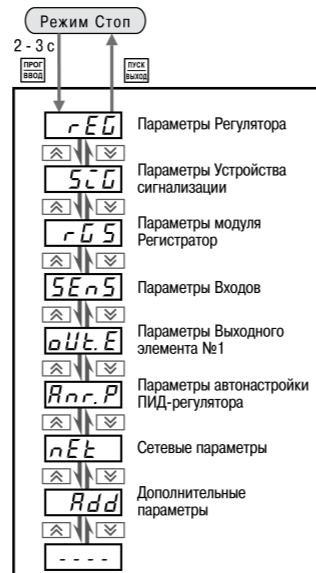 Режим Стоп
2 - 3 с
ПРОГ
ВВОД
ПУСК
ВЫХОД
rEG
Параметры Регулятора
SiG
Параметры Устройства
сигнализации
rGS
Параметры модуля
Регистратор
SEnS
Параметры Входов
oUt.E
Параметры Выходного
элемента №1
Anr.P
Параметры автонастройки
ПИД-регулятора
nEt
Сетевые параметры
Add
Дополнительные
параметры
- - - -